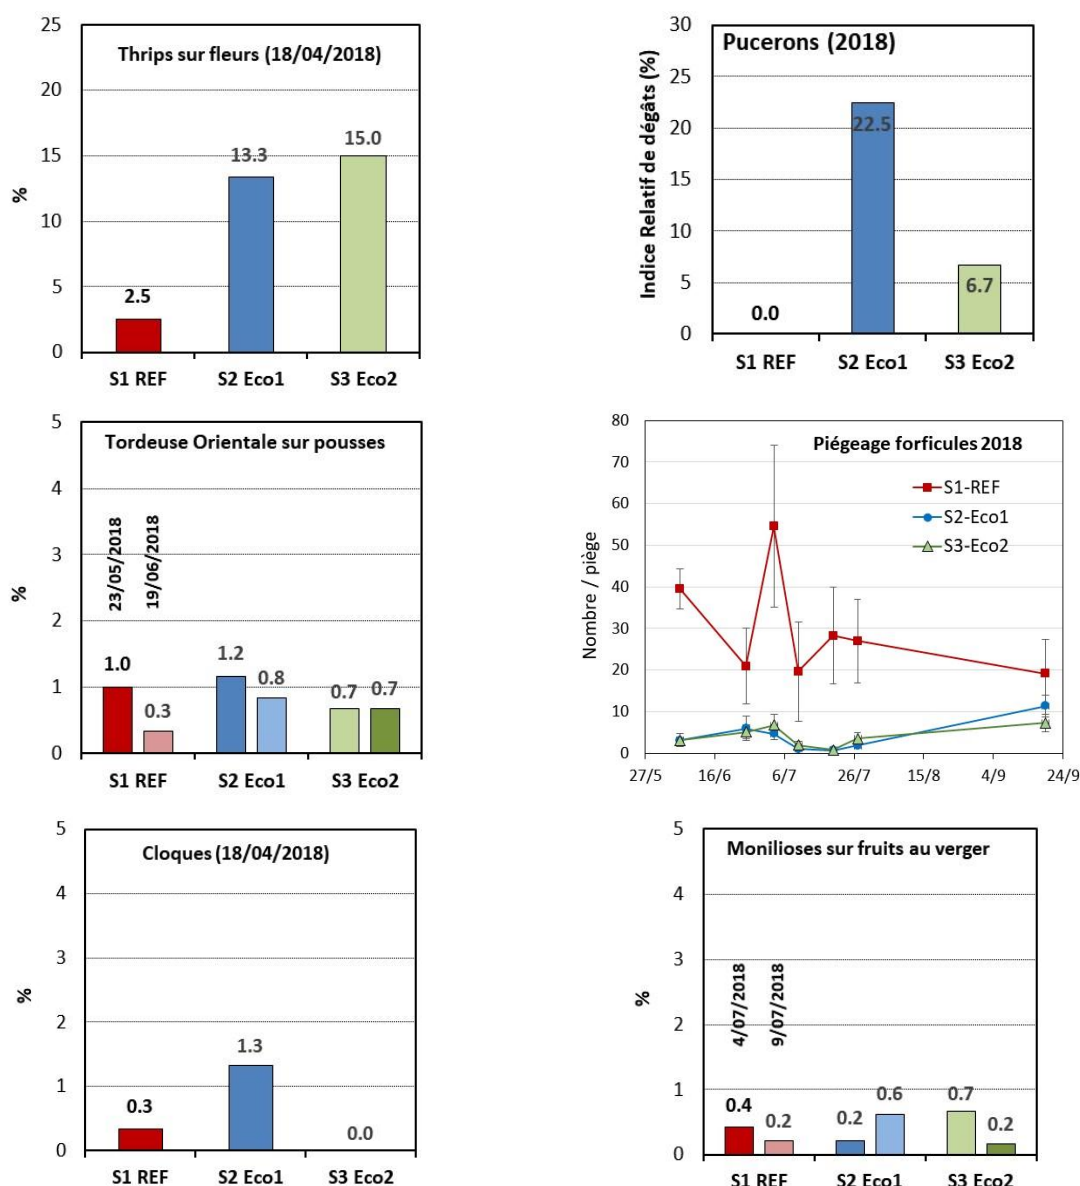 Thrips sur fleurs (18/04/2018)
25
20
15
10
5
0
%
2.5
13.3
15.0
S1 REF
S2 Eco1
S3 Eco2
Pucerons (2018)
Indice Relatif de dégâts (%)
30
25
20
15
10
5
0
0.0
22.5
6.7
S1 REF
S2 Eco1
S3 Eco2
Tordeuse Orientale sur pousses
5
4
3
2
1
0
%
23/05/2018
19/06/2018
1.0
0.3
1.2
0.8
0.7
0.7
S1 REF
S2 Eco1
S3 Eco2
Piégeage forficules 2018
80
70
60
50
40
30
20
10
0
Nombre / piège
S1-REF
S2-Eco1
S3-Eco2
27/5
16/6
6/7
26/7
15/8
4/9
24/9
Cloques (18/04/2018)
5
4
3
2
1
0
%
0.3
1.3
0.0
S1 REF
S2 Eco1
S3 Eco2
Monilioses sur fruits au verger
5
4
3
2
1
0
%
4/07/2018
9/07/2018
0.4
0.2
0.2
0.6
0.7
0.2
S1 REF
S2 Eco1
S3 Eco2